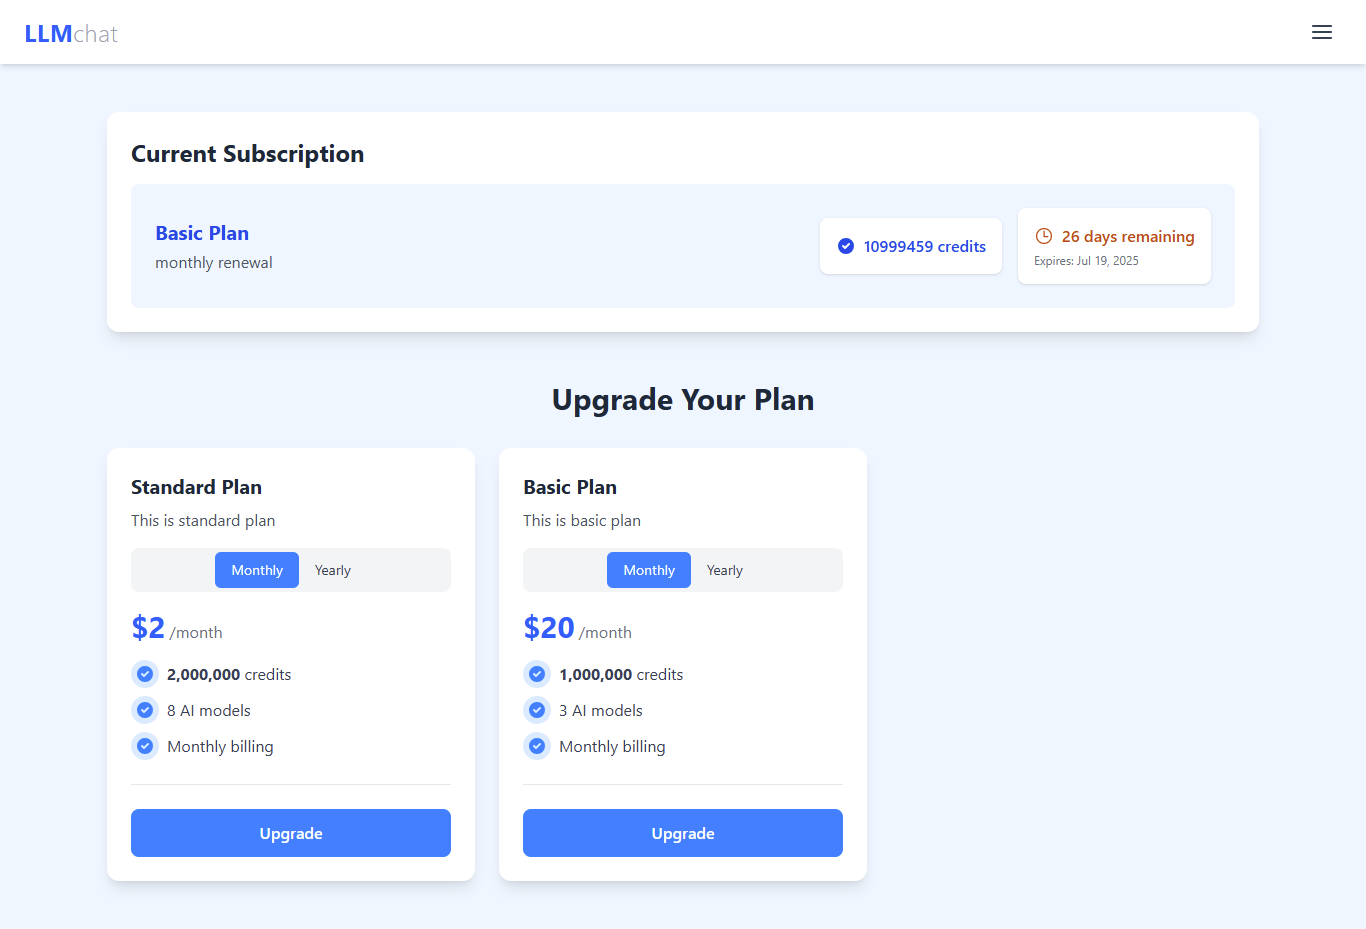 LLMchat
Current Subscription
Basic Plan
monthly renewal
10999459 credits
26 days remaining
Expires: Jul 19, 2025
Upgrade Your Plan
Standard Plan
This is standard plan
Monthly Yearly
$2 /month
2,000,000 credits
8 AI models
Monthly billing
Upgrade
Basic Plan
This is basic plan
Monthly Yearly
$20 /month
1,000,000 credits
3 AI models
Monthly billing
Upgrade